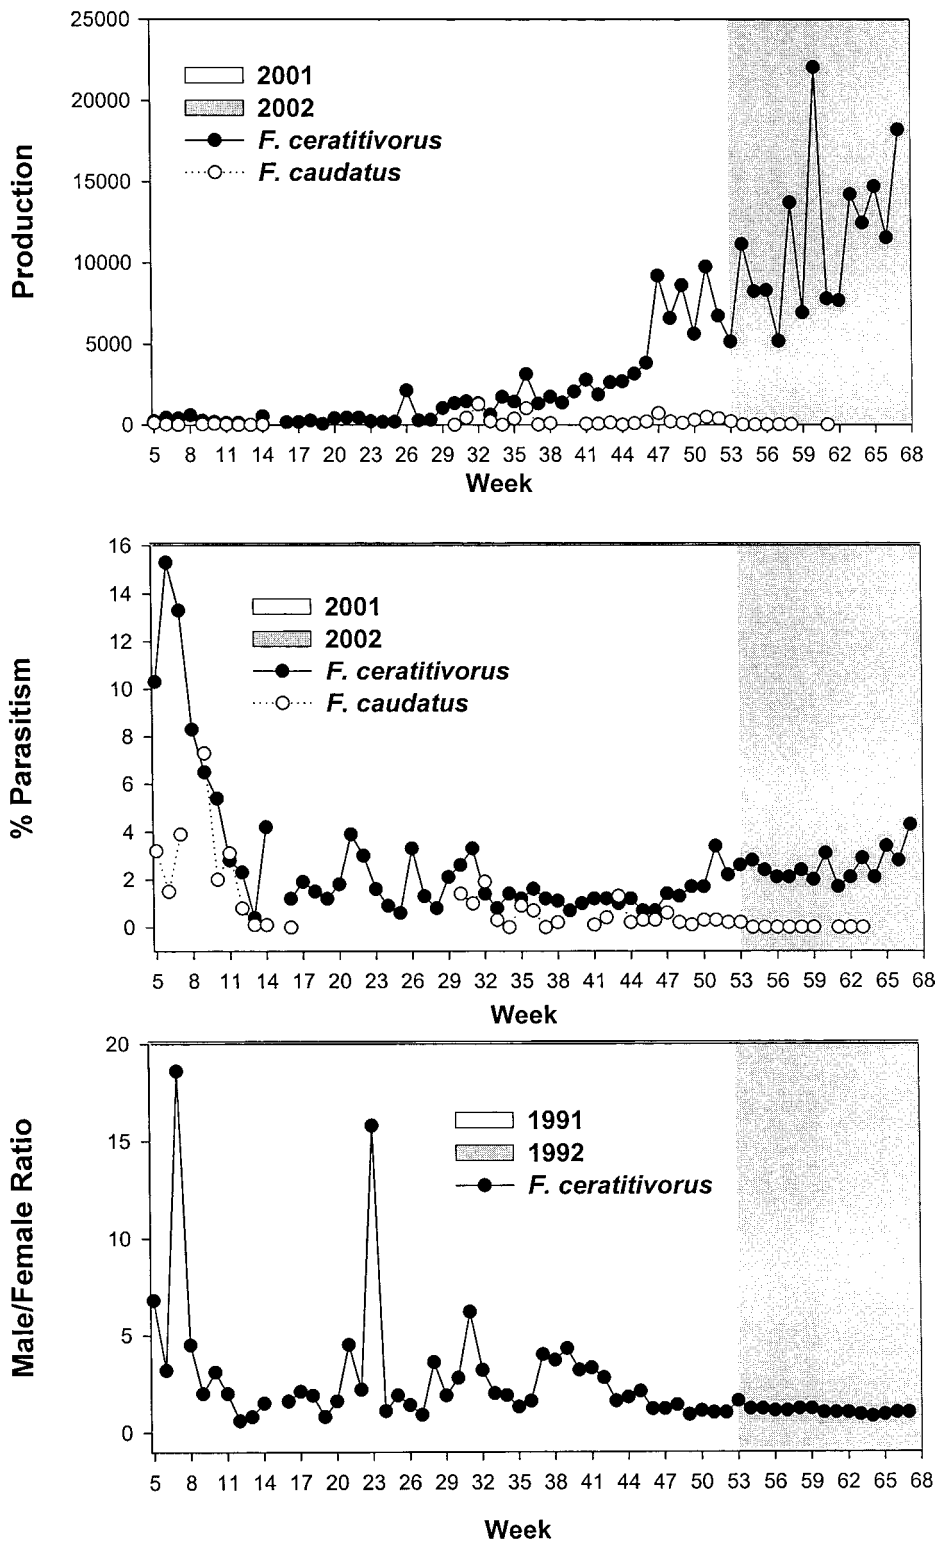 25000
20000
15000
10000
5000
0
Production
2001
2002
F. ceratitivorus
F. caudatus
5 8 11 14 17 20 23 26 29 32 35 38 41 44 47 50 53 56 59 62 65 68
Week
16
14
12
10
8
6
4
2
0
% Parasitism
2001
2002
F. ceratitivorus
F. caudatus
5 8 11 14 17 20 23 26 29 32 35 38 41 44 47 50 53 56 59 62 65 68
Week
20
15
10
5
0
Male/Female Ratio
1991
1992
F. ceratitivorus
5 8 11 14 17 20 23 26 29 32 35 38 41 44 47 50 53 56 59 62 65 68
Week